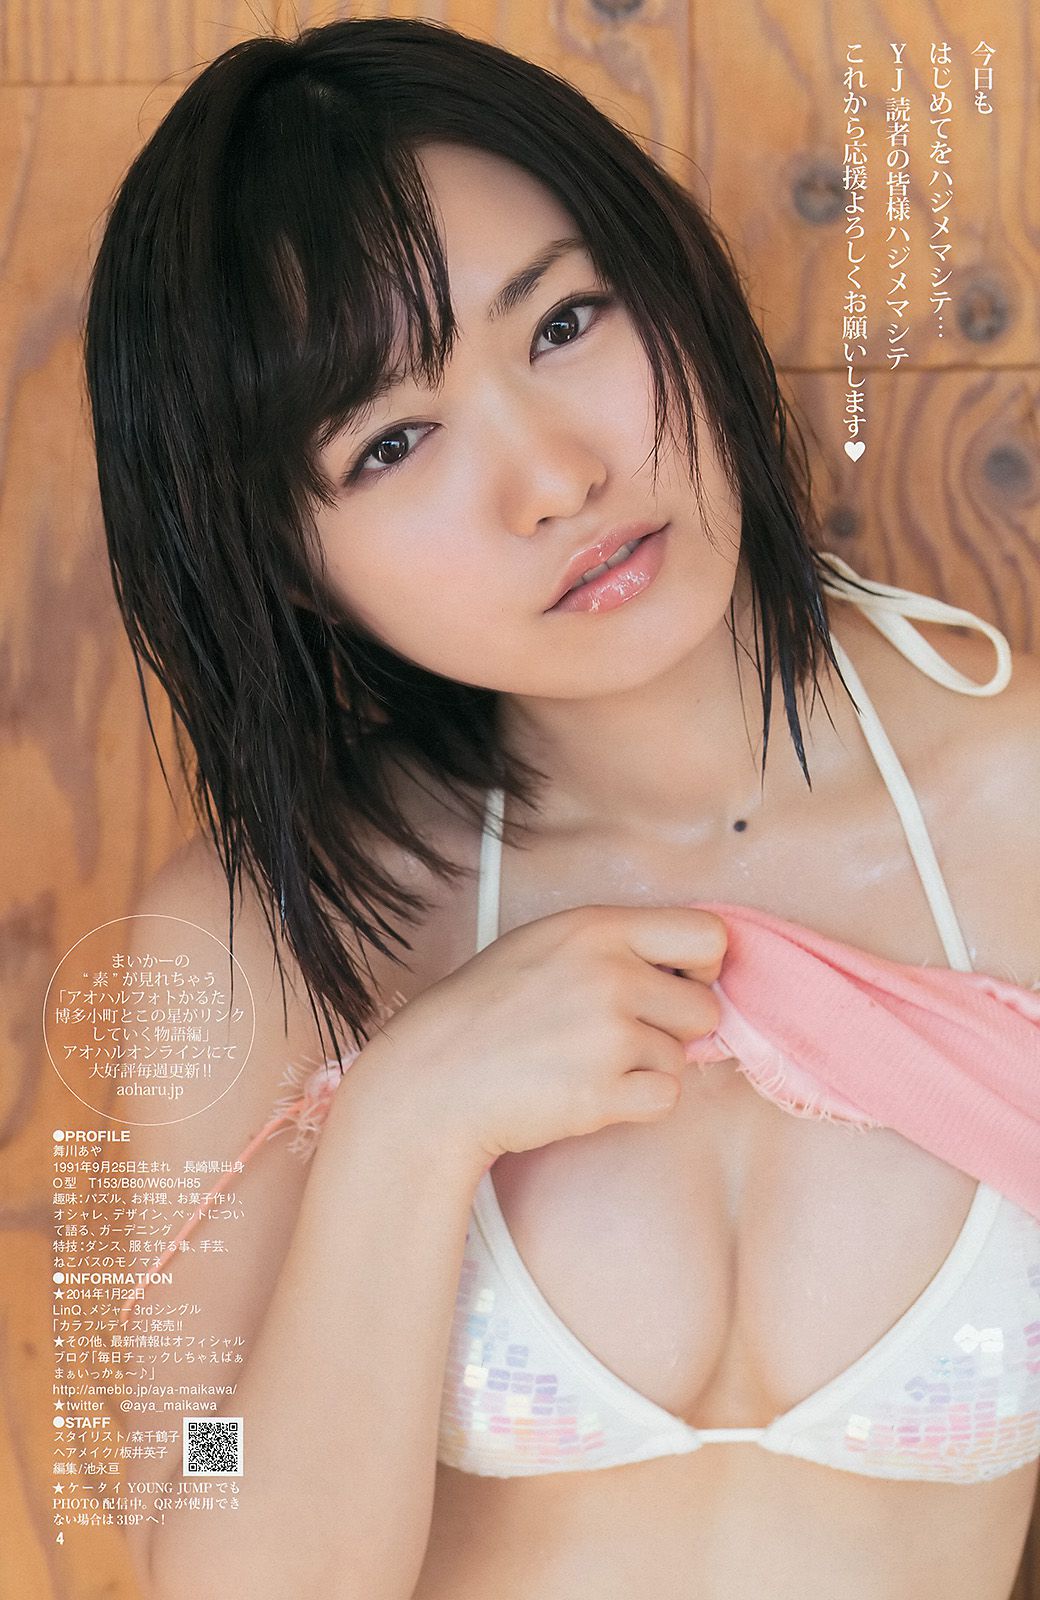 今日も
はじめてをハジメマシテ…
YJ読者の皆様ハジメマシテ
これから応援よろしくお願いします♥
まいかーの
“素”が見れちゃう
「アオハルフォトかるた
博多小町とこの星がリンク
していく物語編」
アオハルオンラインにて
大好評毎週更新!!
aoharu.jp
●PROFILE
舞川あや
1991年9月25日生まれ　長崎県出身
O型　T153/B80/W60/H85
趣味：パズル、お料理、お菓子作り、
オシャレ、デザイン、ペットについ
て語る、ガーデニング
特技：ダンス、服を作る事、手芸、
ねこバスのモノマネ
●INFORMATION
★2014年1月22日
LinQ、メジャー3rdシングル
「カラフルデイズ」発売!!
★その他、最新情報はオフィシャル
ブログ「毎日チェックしちゃえばぁ
まぁいっかぁ〜♪」
http://ameblo.jp/aya-maikawa/
★twitter　@aya_maikawa
●STAFF
スタイリスト/森千鶴子
ヘアメイク/板井英子
編集/池永亘
★ケータイYOUNG JUMPでも
PHOTO配信中。QRが使用でき
ない場合は319Pへ!
4